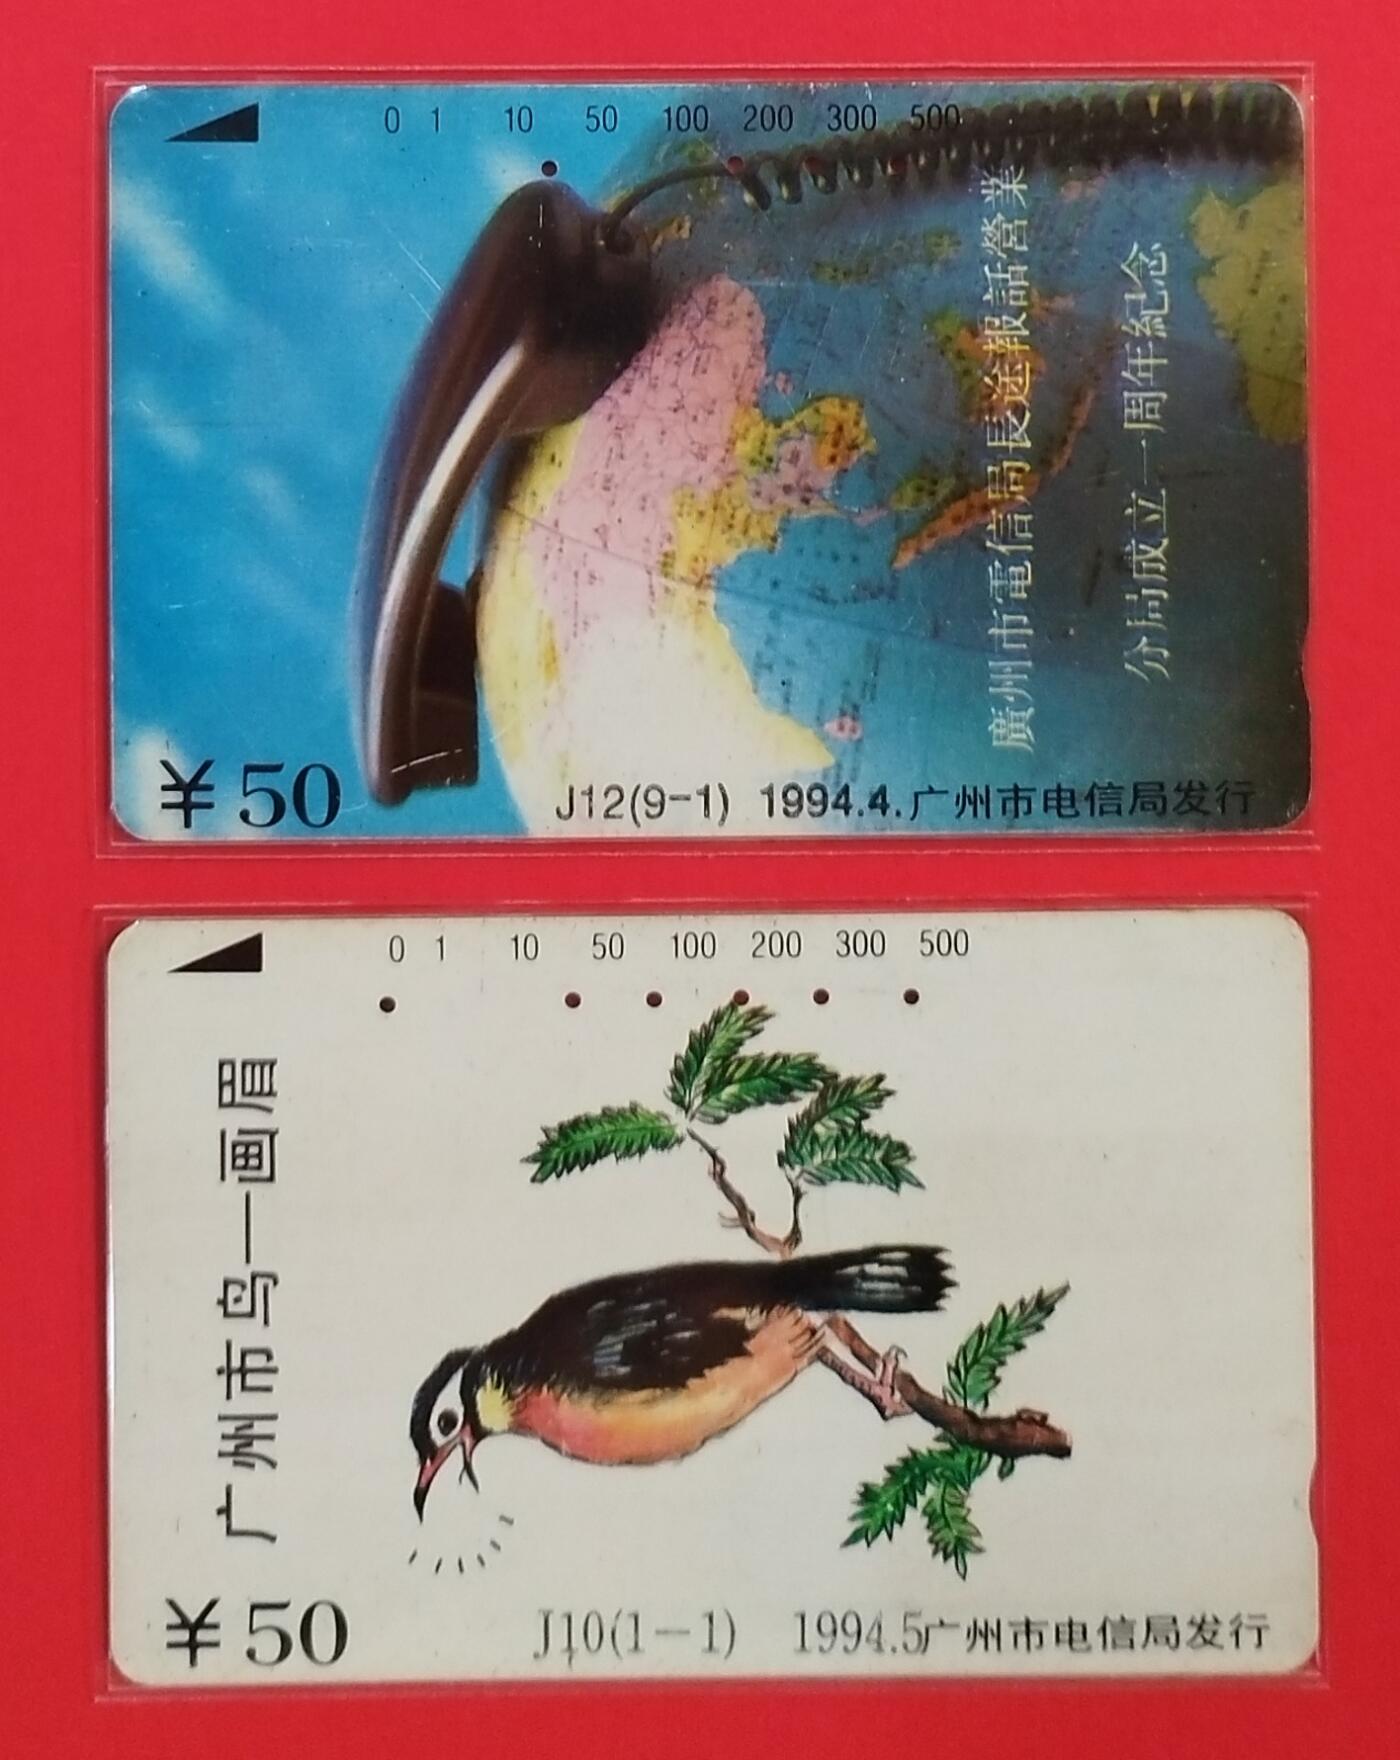 0 1 10 50 100 200 300 500
廣州市電信局長途報話營業
分局成立一周年紀念
¥50
J12(9-1) 1994.4.广州市电信局发行
0 1 10 50 100 200 300 500
广州市鸟—画眉
¥50
J10(1-1) 1994.5广州市电信局发行